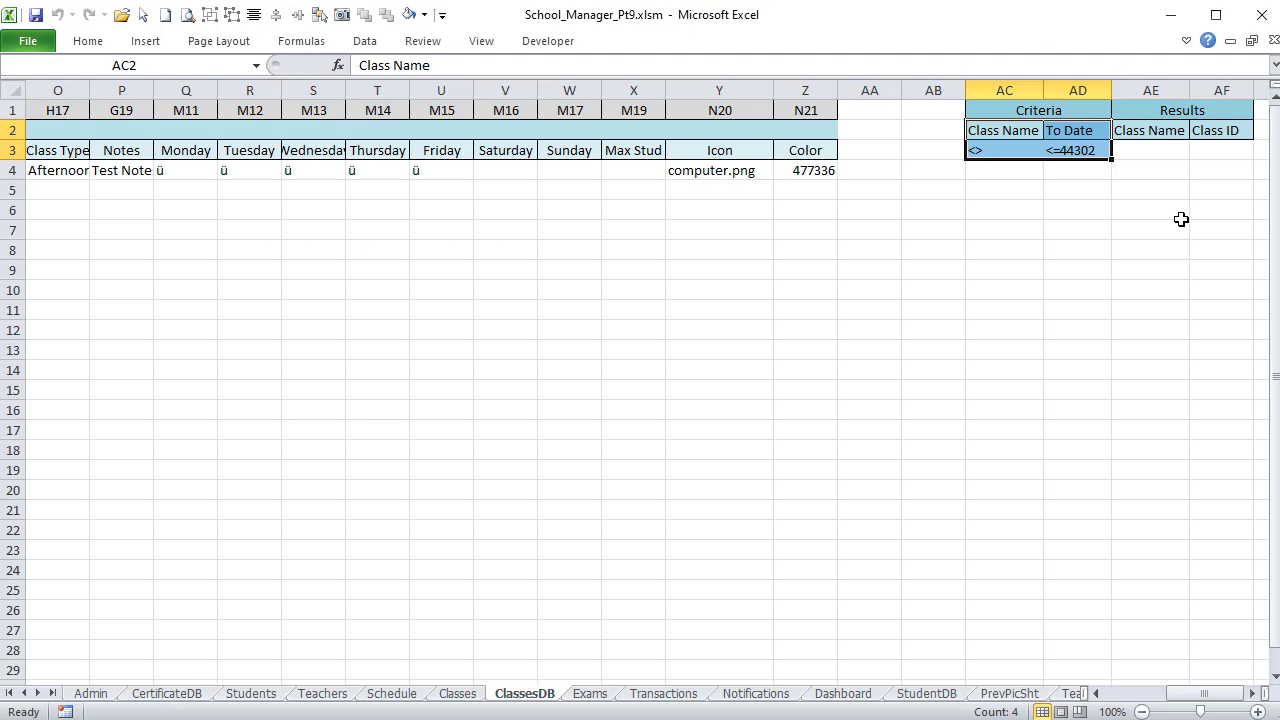 School_Manager_Pt9.xlsm - Microsoft Excel
File Home Insert Page Layout Formulas Data Review View Developer
AC2 fx Class Name
O P Q R S T U V W X Y Z AA AB AC AD AE AF
1 H17 G19 M11 M12 M13 M14 M15 M16 M17 M19 N20 N21 Criteria Results
2 Class Name To Date Class Name Class ID
3 Class Type Notes Monday Tuesday Wednesday Thursday Friday Saturday Sunday Max Stud Icon Color <> <=44302
4 Afternoon Test Note ü ü ü ü ü computer.png 477336
5
6
7
8
9
10
11
12
13
14
15
16
17
18
19
20
21
22
23
24
25
26
27
28
29
Admin CertificateDB Students Teachers Schedule Classes ClassesDB Exams Transactions Notifications Dashboard StudentDB PrevPicSht Tea
Ready Count: 4 100%